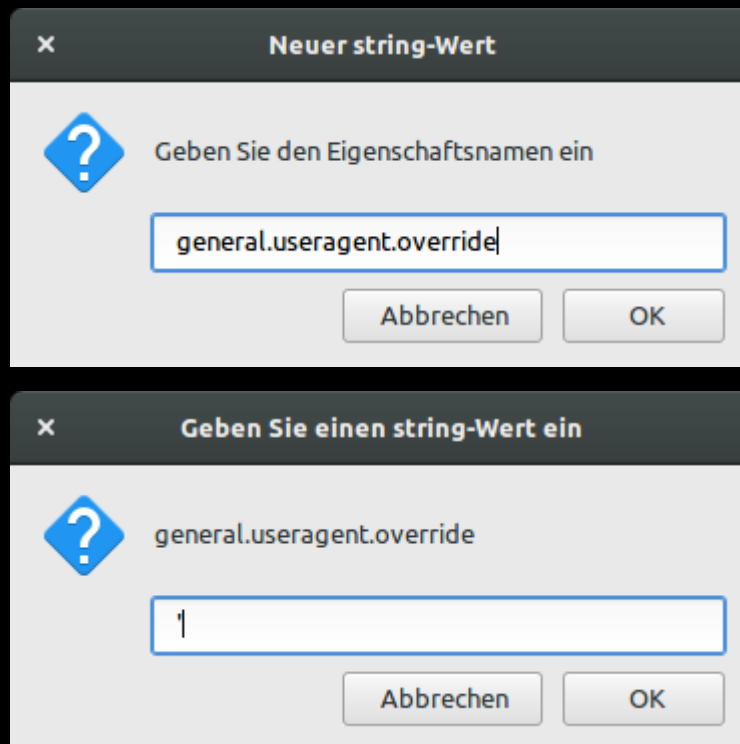 Neuer string-Wert
Geben Sie den Eigenschaftsnamen ein
general.useragent.override
Abbrechen OK
Geben Sie einen string-Wert ein
general.useragent.override
'
Abbrechen OK